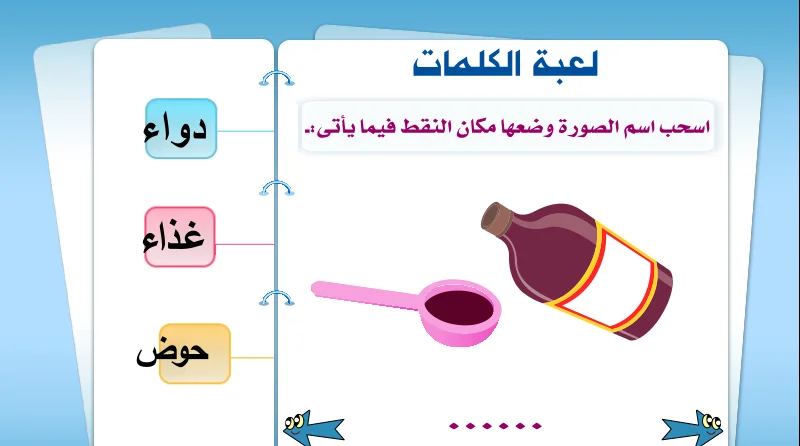 لعبة الكلمات
اسحب اسم الصورة وضعها مكان النقط فيما يأتى :ـ
دواء
غذاء
حوض